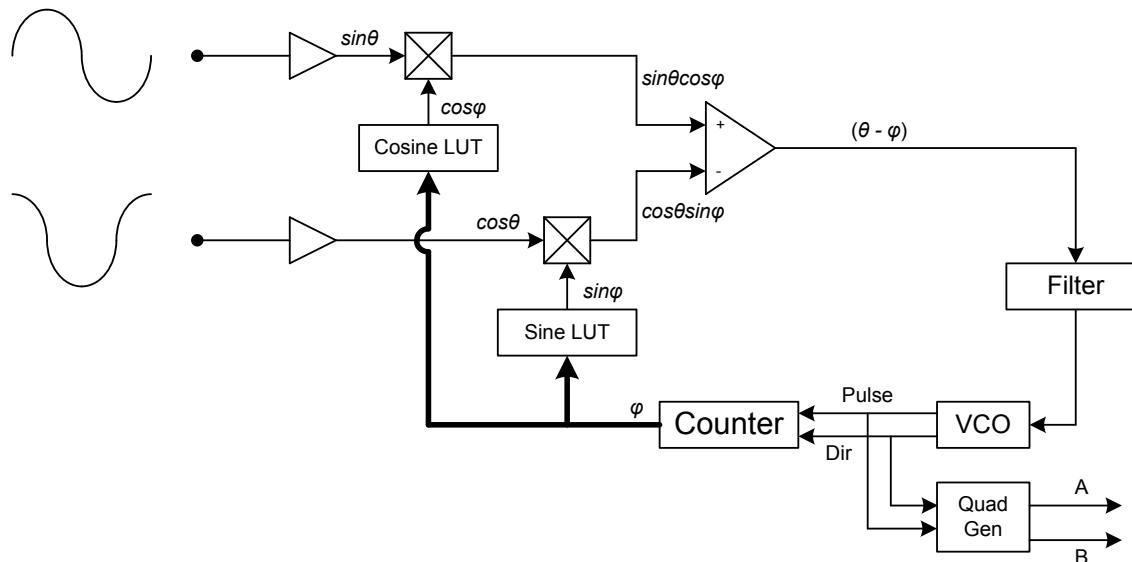 sinθ
sinθcosφ
cosφ
Cosine LUT
+
(θ - φ)
-
cosθ
cosθsinφ
sinφ
Filter
Sine LUT
φ
Counter
Pulse
VCO
Dir
Quad
Gen
A
B